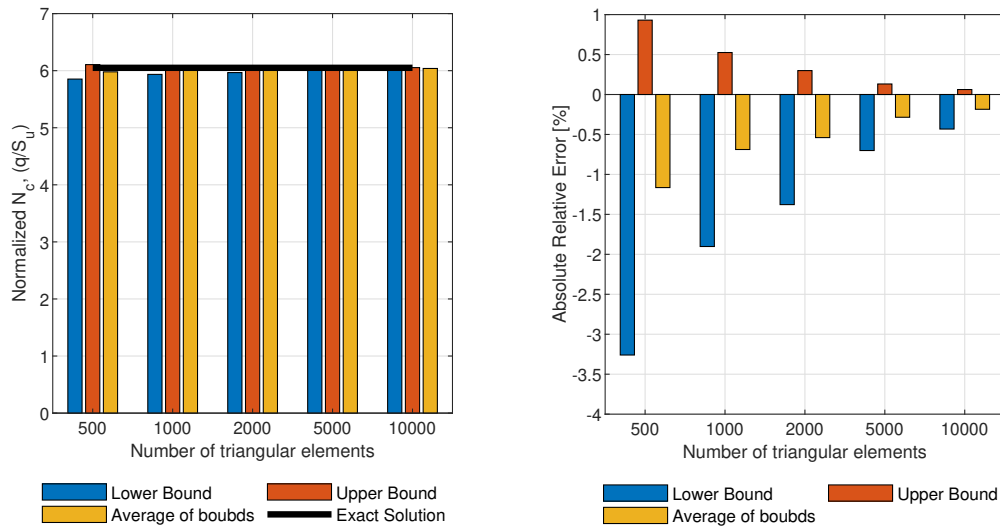 Normalized N_c, (q/S_u)
7
6
5
4
3
2
1
0
500 1000 2000 5000 10000
Number of triangular elements
Lower Bound Upper Bound
Average of boubds Exact Solution
Absolute Relative Error [%]
1
0.5
0
-0.5
-1
-1.5
-2
-2.5
-3
-3.5
-4
500 1000 2000 5000 10000
Number of triangular elements
Lower Bound Upper Bound
Average of boubds